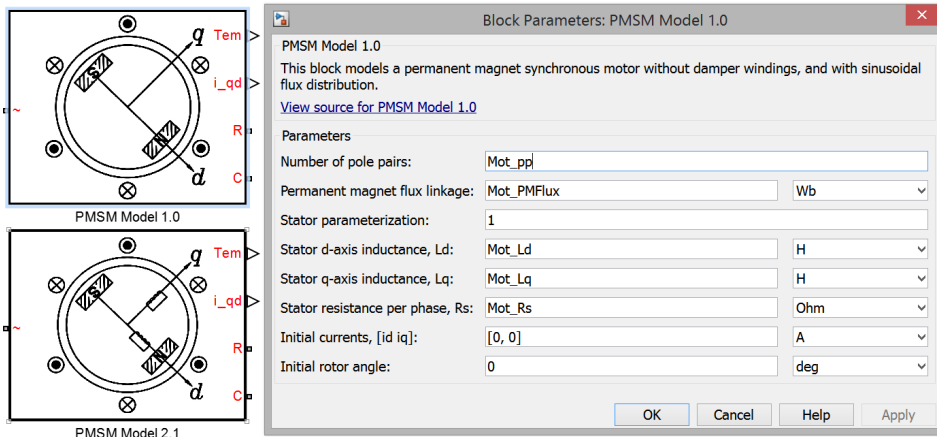 q
Tem
i_qd
~
S
N
R
d
C
PMSM Model 1.0
q
Tem
i_qd
~
S
N
R
d
C
PMSM Model 2.1
Block Parameters: PMSM Model 1.0
PMSM Model 1.0
This block models a permanent magnet synchronous motor without damper windings, and with sinusoidal
flux distribution.
View source for PMSM Model 1.0
Parameters
Number of pole pairs: Mot_pp
Permanent magnet flux linkage: Mot_PMFlux Wb
Stator parameterization: 1
Stator d-axis inductance, Ld: Mot_Ld H
Stator q-axis inductance, Lq: Mot_Lq H
Stator resistance per phase, Rs: Mot_Rs Ohm
Initial currents, [id iq]: [0, 0] A
Initial rotor angle: 0 deg
OK Cancel Help Apply